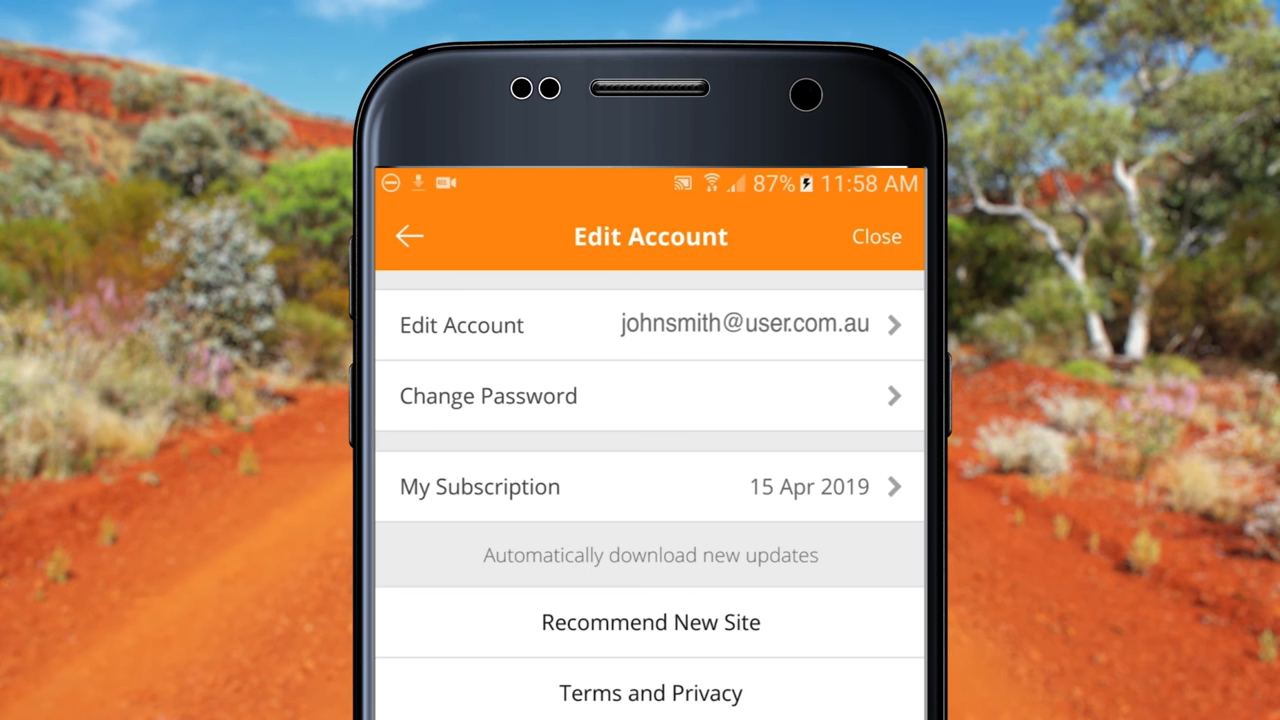 87% 11:58 AM
Edit Account Close
Edit Account johnsmith@user.com.au
Change Password
My Subscription 15 Apr 2019
Automatically download new updates
Recommend New Site
Terms and Privacy